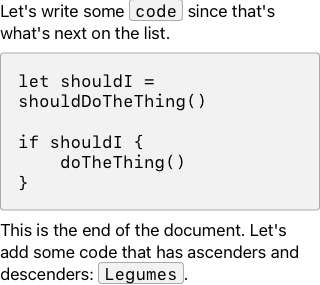 Let's write some code since that's
what's next on the list.
let shouldI =
shouldDoTheThing()
if shouldI {
    doTheThing()
}
This is the end of the document. Let's
add some code that has ascenders and
descenders: Legumes.